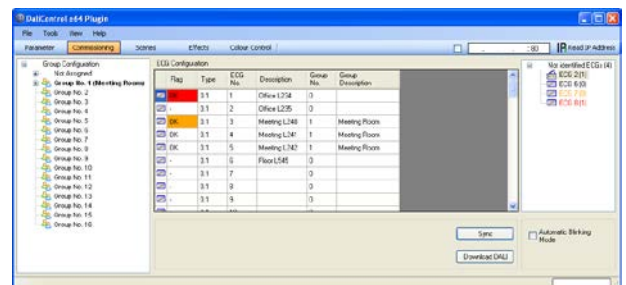 DaliControl e64 Plugin
File Tools View Help
Parameter Commissioning Scenes Effects Colour Control :80 Read IP Address
Group Configuration
Not Assigned
Group No. 1 (Meeting Rooms
Group No. 2
Group No. 3
Group No. 4
Group No. 5
Group No. 6
Group No. 7
Group No. 8
Group No. 9
Group No. 10
Group No. 11
Group No. 12
Group No. 13
Group No. 14
Group No. 15
Group No. 16
ECG Configuration
Flag Type ECG No. Description Group No. Group Description
3.1 1 Office L234 0
- 3.1 2 Office L235 0
OK 3.1 3 Meeting L240 1 Meeting Room
OK 3.1 4 Meeting L241 1 Meeting Room
OK 3.1 5 Meeting L242 1 Meeting Room
- 3.1 6 Floor L545 0
- 3.1 7 0
- 3.1 8 0
- 3.1 9 0
Sync
Download DALI
Not identified ECGs (4)
ECG 2(1)
ECG 6(0)
ECG 7(0)
ECG 8(1)
Automatic Blinking
Mode